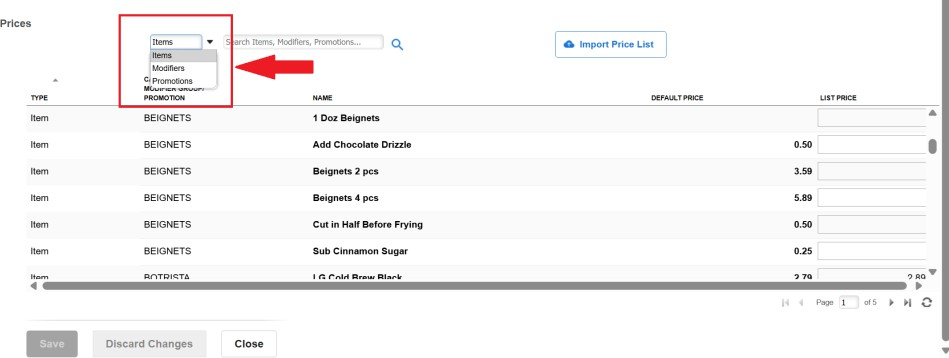 Prices
Items Search Items, Modifiers, Promotions... Import Price List
Items
Modifiers
Promotions
MODIFIER GROUP/
TYPE PROMOTION NAME DEFAULT PRICE LIST PRICE
Item BEIGNETS 1 Doz Beignets
Item BEIGNETS Add Chocolate Drizzle 0.50
Item BEIGNETS Beignets 2 pcs 3.59
Item BEIGNETS Beignets 4 pcs 5.89
Item BEIGNETS Cut in Half Before Frying 0.50
Item BEIGNETS Sub Cinnamon Sugar 0.25
Item BOTRISTA LG Cold Brew Black 2.79 2.89
Page 1 of 5
Save Discard Changes Close